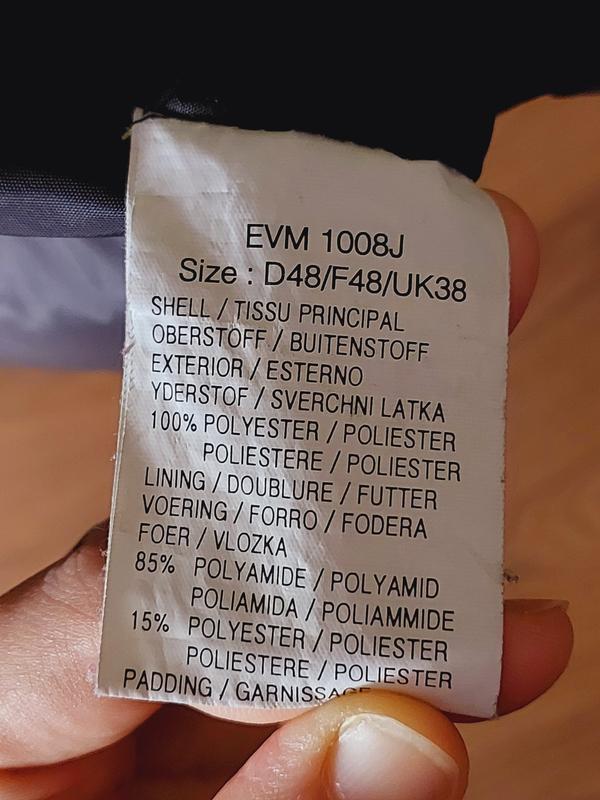 EVM 1008J
Size : D48/F48/UK38
SHELL / TISSU PRINCIPAL
OBERSTOFF / BUITENSTOFF
EXTERIOR / ESTERNO
YDERSTOF / SVERCHNI LATKA
100% POLYESTER / POLIESTER
POLIESTERE / POLIESTER
LINING / DOUBLURE / FUTTER
VOERING / FORRO / FODERA
FOER / VLOZKA
85% POLYAMIDE / POLYAMID
POLIAMIDA / POLIAMMIDE
15% POLYESTER / POLIESTER
POLIESTERE / POLIESTER
PADDING / GARNISSAGE